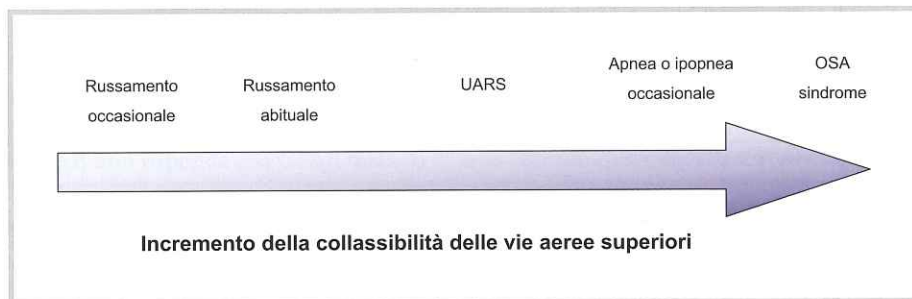 Russamento
occasionale
Russamento
abituale
UARS
Apnea o ipopnea
occasionale
OSA
sindrome
Incremento della collassibilità delle vie aeree superiori